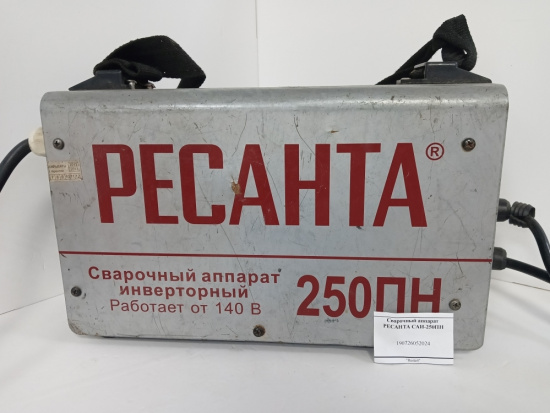 РЕСАНТА®
Сварочный аппарат
инверторный
Работает от 140 В
250ПН
Сварочный аппарат
РЕСАНТА САИ-250ПН